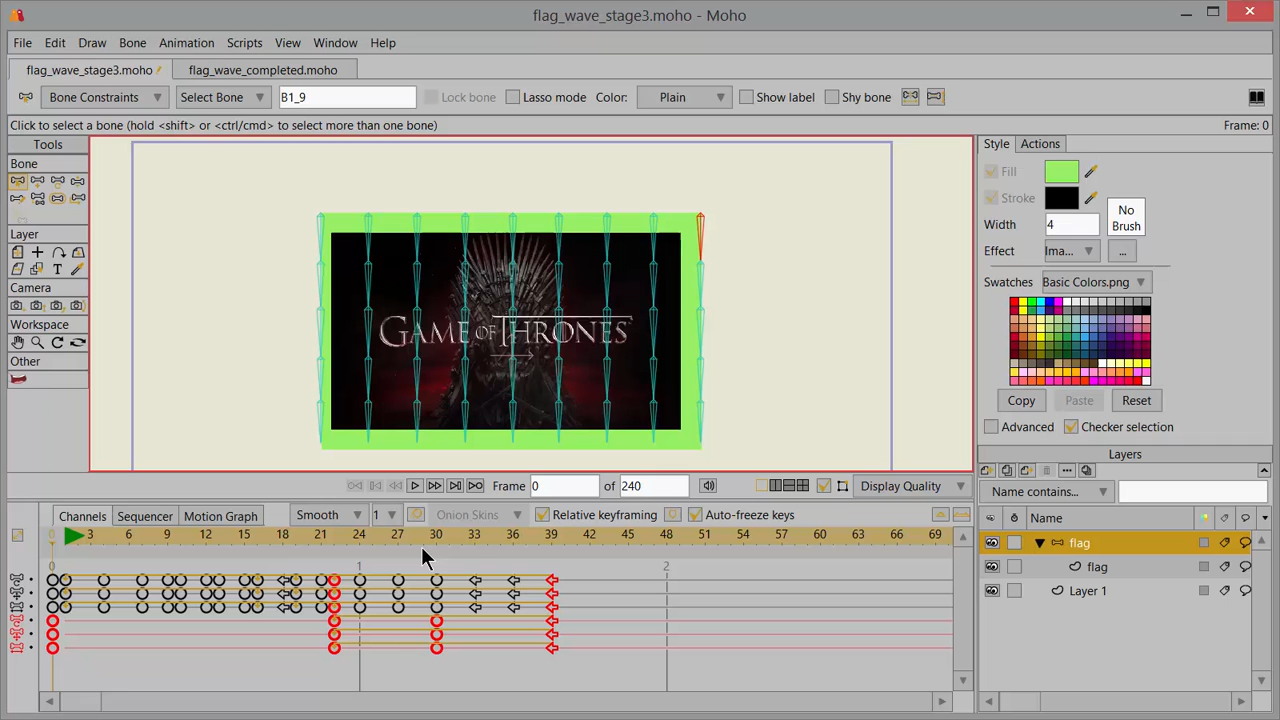 flag_wave_stage3.moho - Moho
File Edit Draw Bone Animation Scripts View Window Help
flag_wave_stage3.moho flag_wave_completed.moho
Bone Constraints Select Bone B1_9 Lock bone Lasso mode Color: Plain Show label Shy bone
Click to select a bone (hold <shift> or <ctrl/cmd> to select more than one bone) Frame: 0
Tools
Bone
Layer
Camera
Workspace
Other
GAME OF THRONES
Style Actions
Fill
Stroke
Width 4
No
Brush
Effect Ima... ...
Swatches Basic Colors.png
Copy Paste Reset
Advanced Checker selection
Layers
Name contains...
Name
flag
flag
Layer 1
Frame 0 of 240 Display Quality
Channels Sequencer Motion Graph Smooth 1 Onion Skins Relative keyframing Auto-freeze keys
0 3 6 9 12 15 18 21 24 27 30 33 36 39 42 45 48 51 54 57 60 63 66 69
0 1 2